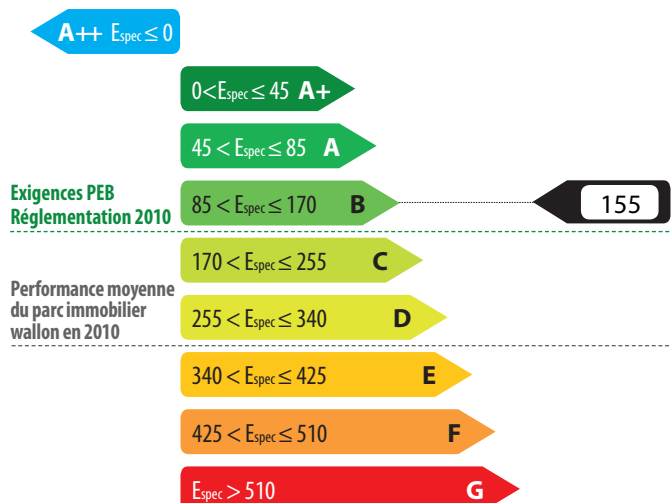 A++ Espec ≤ 0
0<Espec ≤ 45 A+
45 < Espec ≤ 85 A
Exigences PEB
Réglementation 2010
85 < Espec ≤ 170 B
155
170 < Espec ≤ 255 C
Performance moyenne
du parc immobilier
wallon en 2010
255 < Espec ≤ 340 D
340 < Espec ≤ 425 E
425 < Espec ≤ 510 F
Espec > 510 G